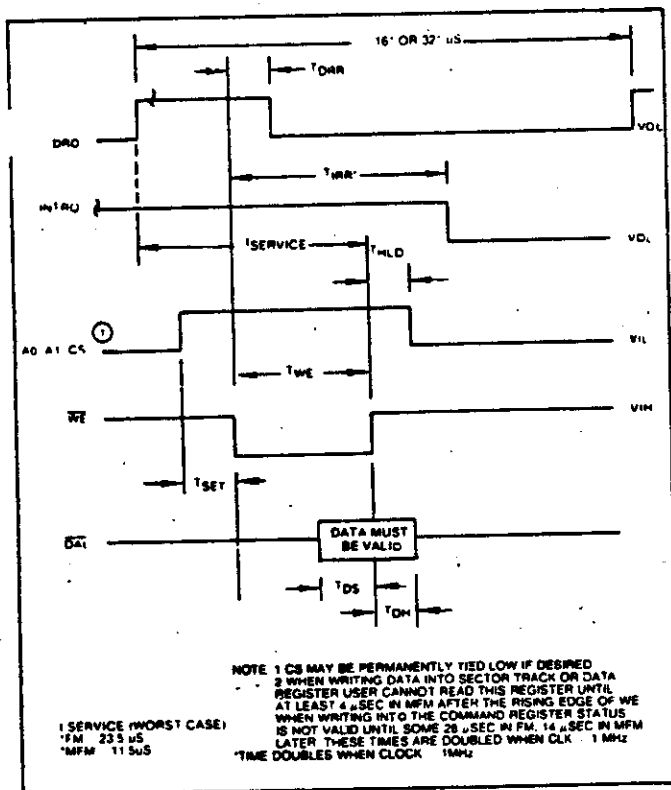 16* OR 32* uS
TDRR
DRO
VOL
TIRR*
INTRO
VOL
TSERVICE
THLD
1
A0 A1 CS
VIL
TWE
WE
VIH
TSET
DATA MUST
BE VALID
DAL
TDS
TDH
NOTE 1 CS MAY BE PERMANENTLY TIED LOW IF DESIRED
2 WHEN WRITING DATA INTO SECTOR TRACK OR DATA
REGISTER USER CANNOT READ THIS REGISTER UNTIL
AT LEAST 4 µSEC IN MFM AFTER THE RISING EDGE OF WE
WHEN WRITING INTO THE COMMAND REGISTER STATUS
IS NOT VALID UNTIL SOME 28 µSEC IN FM, 14 µSEC IN MFM
LATER THESE TIMES ARE DOUBLED WHEN CLK 1 MHz
*TIME DOUBLES WHEN CLOCK 1MHz
T SERVICE (WORST CASE)
*FM 23 5 uS
*MFM 11 5uS